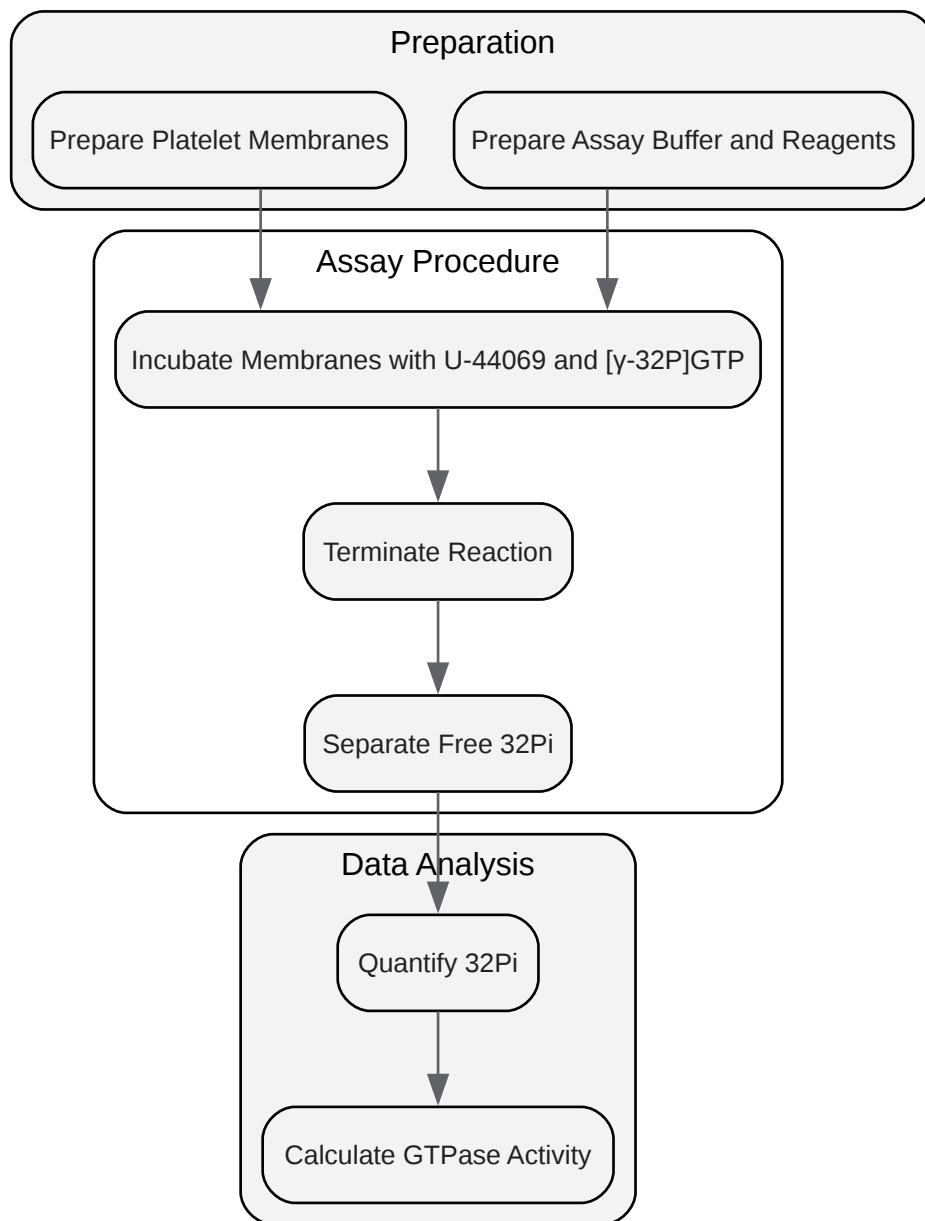 Preparation
Prepare Platelet Membranes
Prepare Assay Buffer and Reagents
Assay Procedure
Incubate Membranes with U-44069 and [γ-32P]GTP
Terminate Reaction
Separate Free 32Pi
Data Analysis
Quantify 32Pi
Calculate GTPase Activity